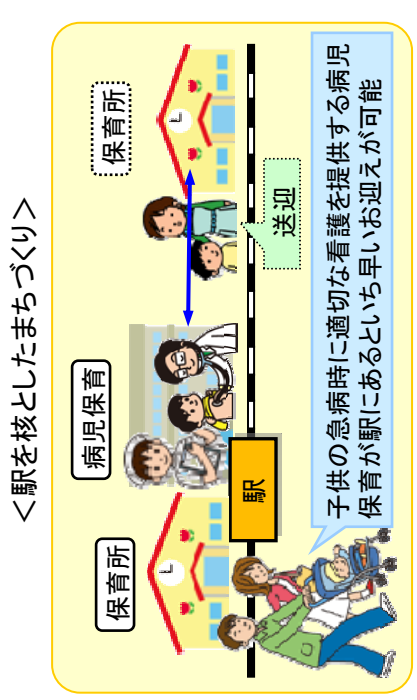 ＜駅を核としたまちづくり＞
保育所
病児保育
保育所
駅
送迎
子供の急病時に適切な看護を提供する病児
保育が駅にあるといち早いお迎えが可能